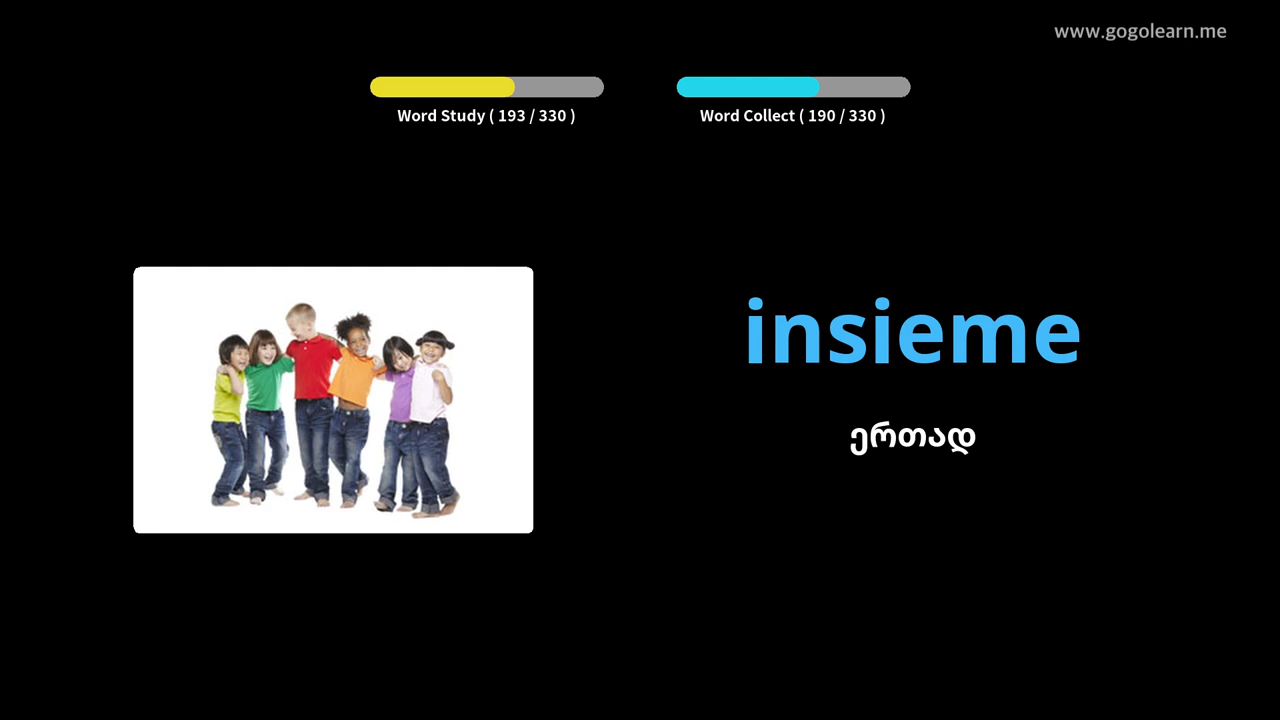 www.gogolearn.me
Word Study ( 193 / 330 )
Word Collect ( 190 / 330 )
insieme
ერთად